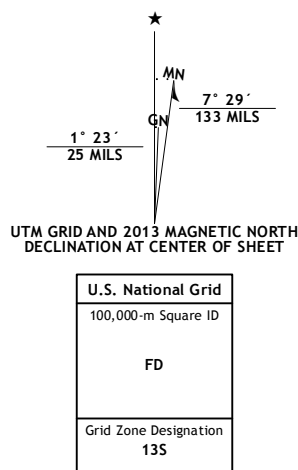 MN
GN
7° 29´
133 MILS
1° 23´
25 MILS
UTM GRID AND 2013 MAGNETIC NORTH
DECLINATION AT CENTER OF SHEET
U.S. National Grid
100,000-m Square ID
FD
Grid Zone Designation
13S